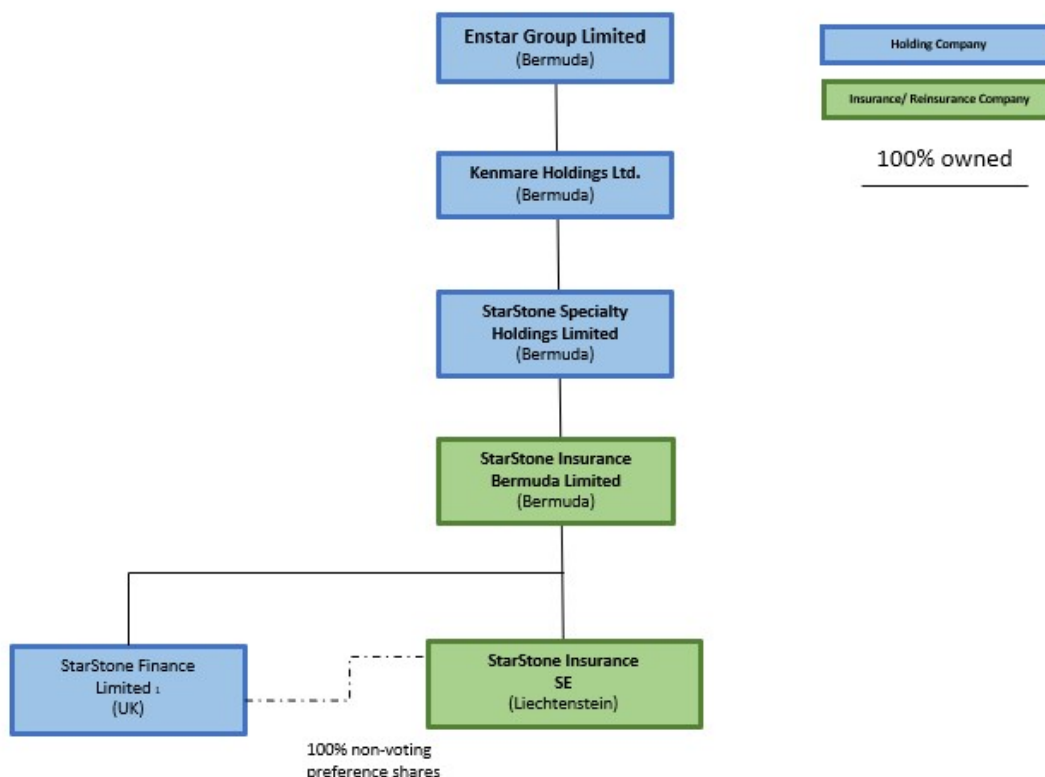 Enstar Group Limited
(Bermuda)
Holding Company
Insurance/ Reinsurance Company
100% owned
Kenmare Holdings Ltd.
(Bermuda)
StarStone Specialty
Holdings Limited
(Bermuda)
StarStone Insurance
Bermuda Limited
(Bermuda)
StarStone Finance
Limited 1
(UK)
StarStone Insurance
SE
(Liechtenstein)
100% non-voting
preference shares